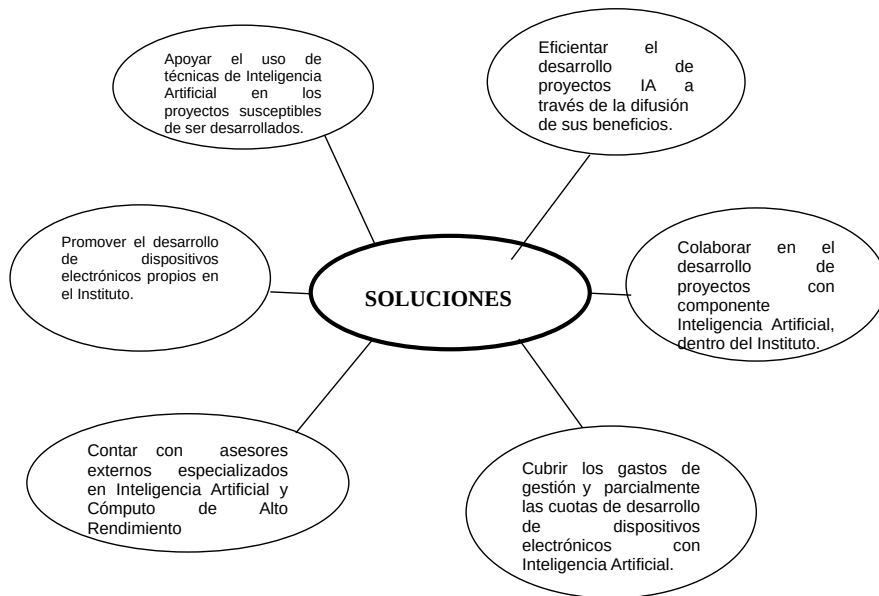 Apoyar el uso de
técnicas de Inteligencia
Artificial en los
proyectos susceptibles
de ser desarrollados.
Eficientar el
desarrollo de
proyectos IA a
través de la difusión
de sus beneficios.
Promover el desarrollo
de dispositivos
electrónicos propios en
el Instituto.
SOLUCIONES
Colaborar en el
desarrollo de
proyectos con
componente
Inteligencia Artificial,
dentro del Instituto.
Contar con asesores
externos especializados
en Inteligencia Artificial y
Cómputo de Alto
Rendimiento
Cubrir los gastos de
gestión y parcialmente
las cuotas de desarrollo
de dispositivos
electrónicos con
Inteligencia Artificial.